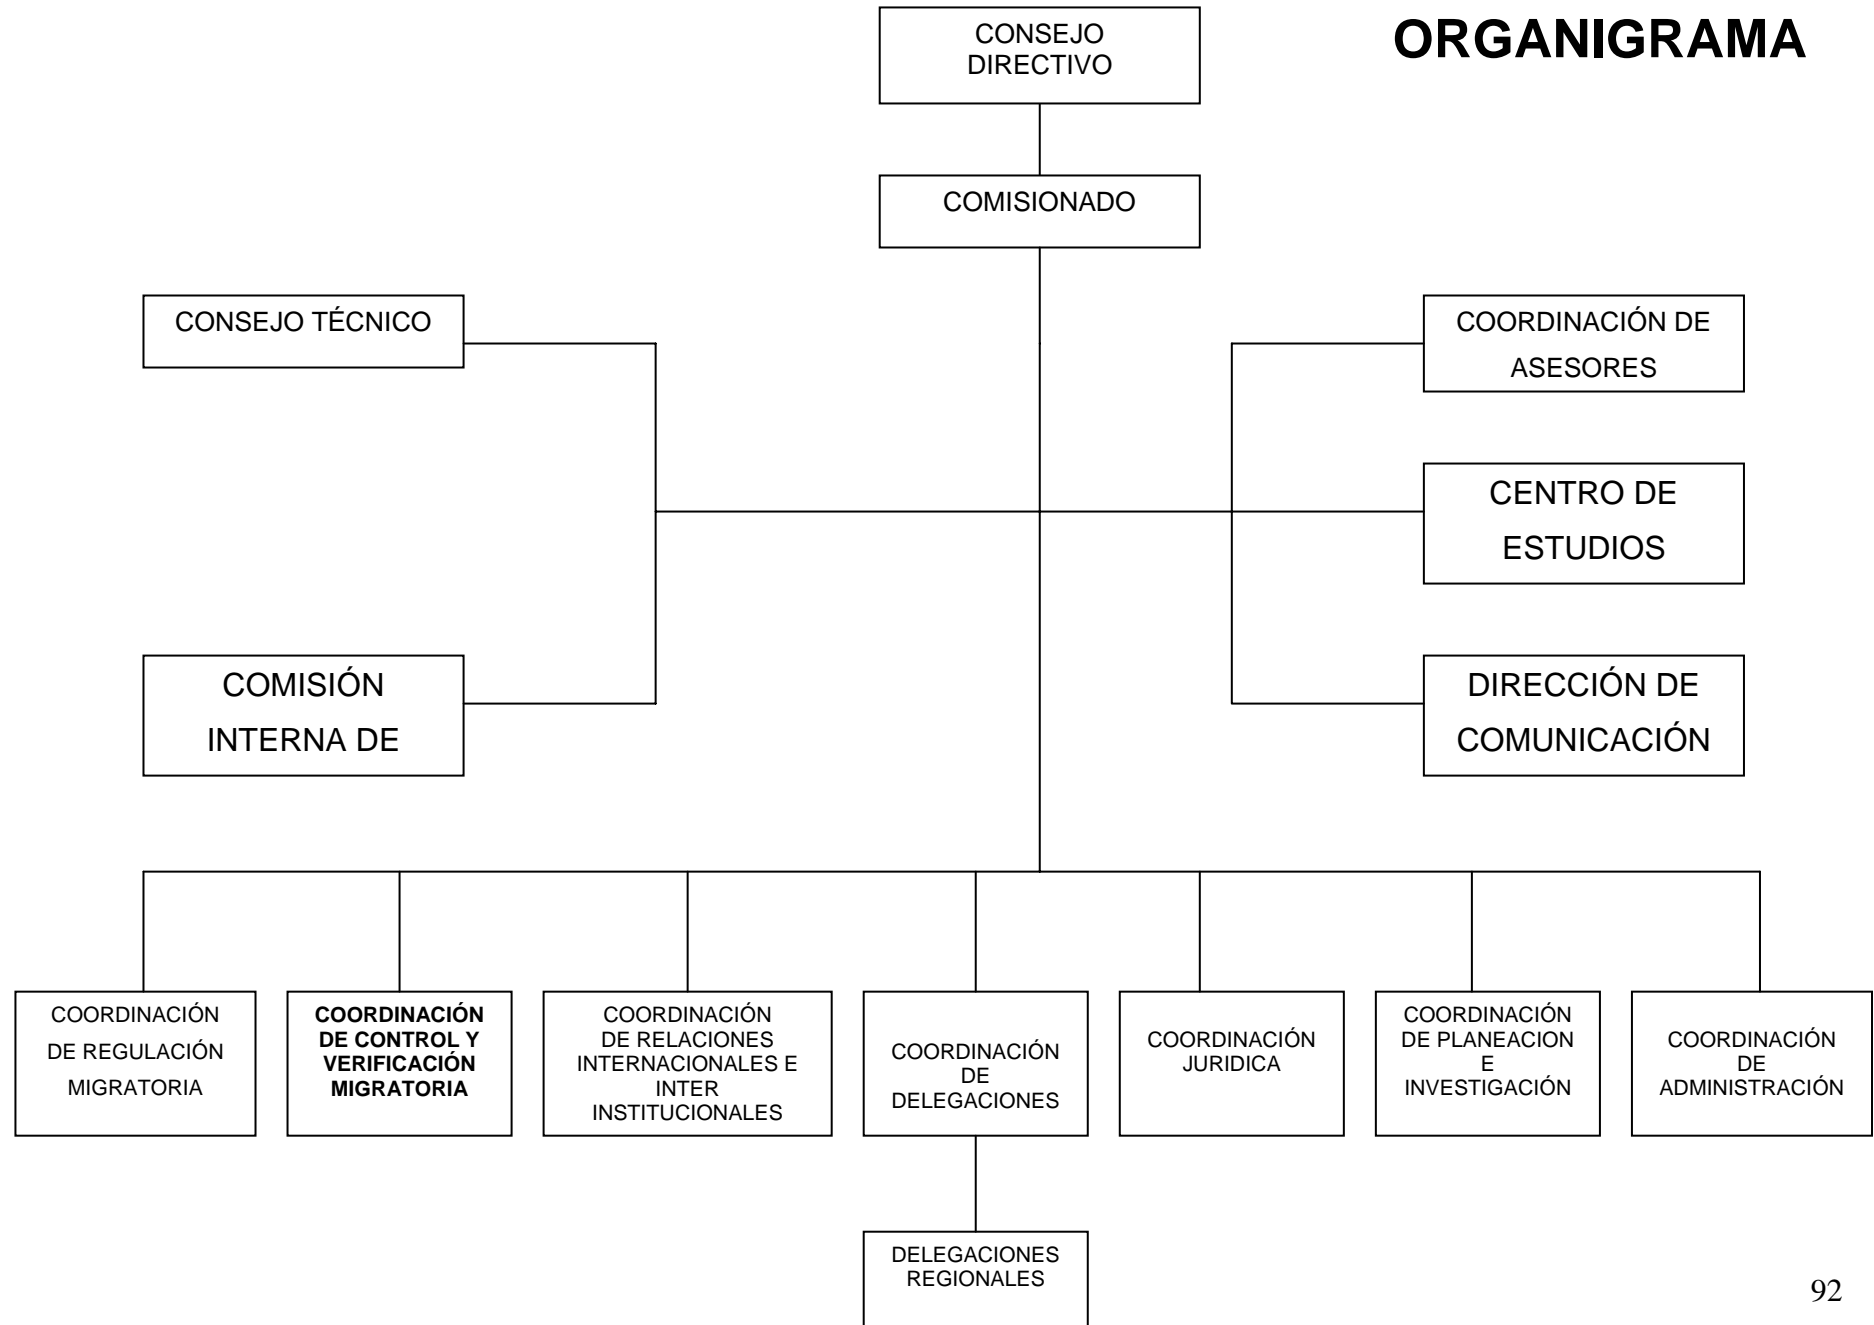 ORGANIGRAMA
CONSEJO
DIRECTIVO
COMISIONADO
CONSEJO TÉCNICO
COORDINACIÓN DE
ASESORES
CENTRO DE
ESTUDIOS
COMISIÓN
INTERNA DE
DIRECCIÓN DE
COMUNICACIÓN
COORDINACIÓN
DE REGULACIÓN
MIGRATORIA
COORDINACIÓN
DE CONTROL Y
VERIFICACIÓN
MIGRATORIA
COORDINACIÓN
DE RELACIONES
INTERNACIONALES E
INTER
INSTITUCIONALES
COORDINACIÓN
DE
DELEGACIONES
COORDINACIÓN
JURIDICA
COORDINACIÓN
DE PLANEACION
E
INVESTIGACIÓN
COORDINACIÓN
DE
ADMINISTRACIÓN
DELEGACIONES
REGIONALES
92